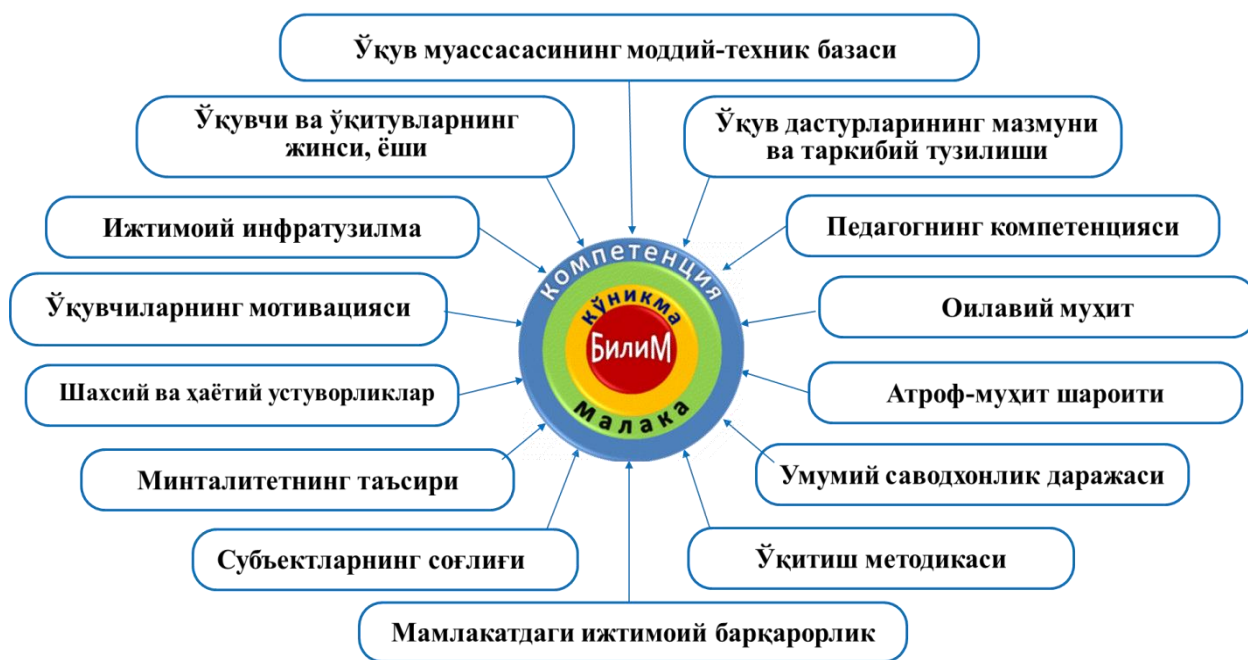 Ўқув муассасасининг моддий-техник базаси
Ўқувчи ва ўқитувларнинг
жинси, ёши
Ўқув дастурларининг мазмуни
ва таркибий тузилиши
Ижтимоий инфратузилма
Педагогнинг компетенцияси
Ўқувчиларнинг мотивацияси
Оилавий муҳит
Шахсий ва ҳаётий устуворликлар
Атроф-муҳит шароити
Минталитетнинг таъсири
Умумий саводхонлик даражаси
Субъектларнинг соғлиғи
Ўқитиш методикаси
Мамлакатдаги ижтимоий барқарорлик
компетенция
кўникма
БилиМ
малака